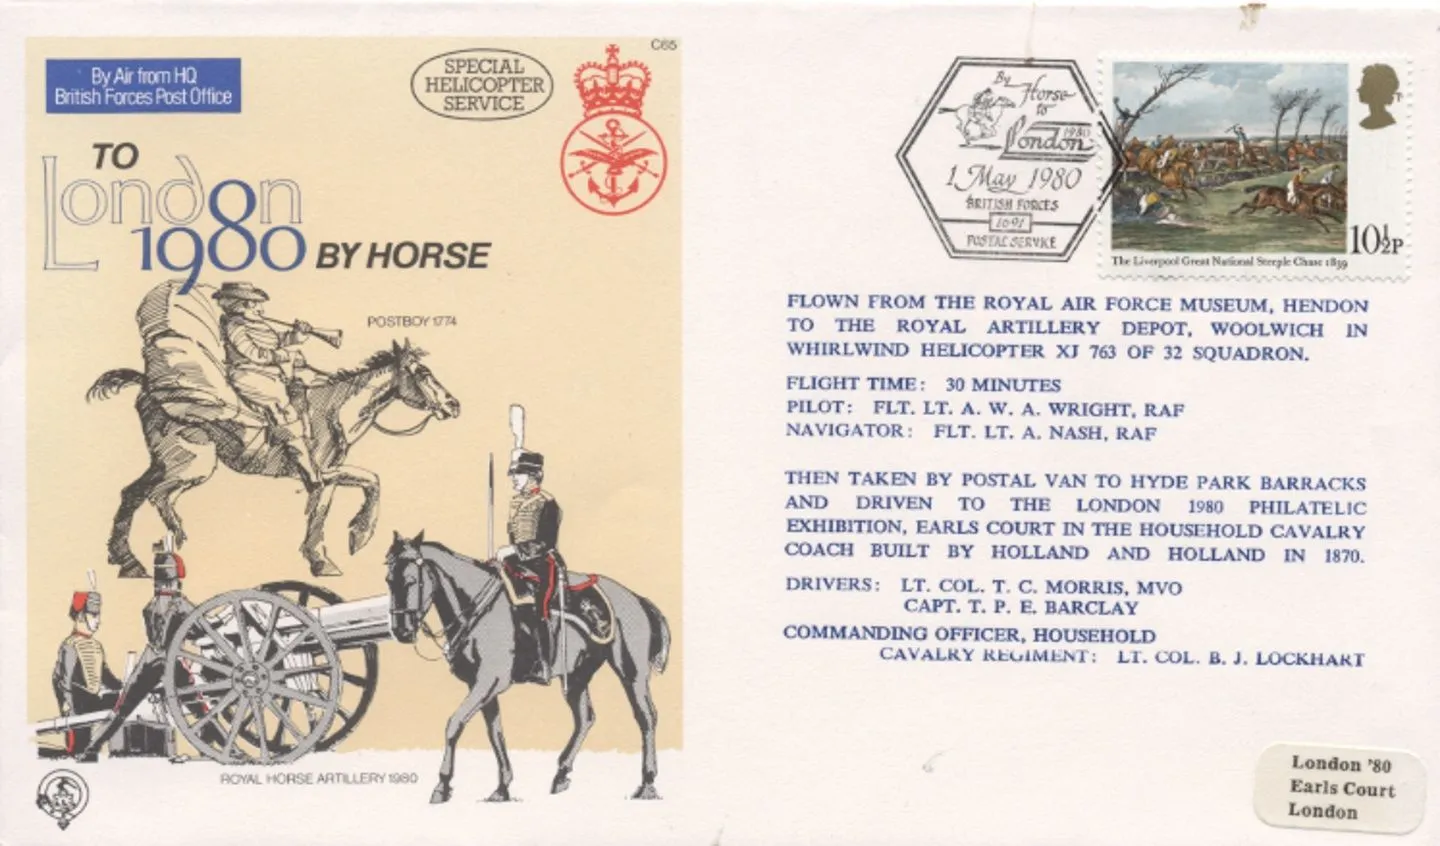 C65
By Air from HQ
British Forces Post Office
SPECIAL
HELICOPTER
SERVICE
TO
London
1980 BY HORSE
POSTBOY 1774
ROYAL HORSE ARTILLERY 1980
By Horse
to
London 1980
1 May 1980
BRITISH FORCES
1691
POSTAL SERVICE
10½P
The Liverpool Great National Steeple Chase 1839
FLOWN FROM THE ROYAL AIR FORCE MUSEUM, HENDON
TO THE ROYAL ARTILLERY DEPOT, WOOLWICH IN
WHIRLWIND HELICOPTER XJ 763 OF 32 SQUADRON.
FLIGHT TIME: 30 MINUTES
PILOT: FLT. LT. A. W. A. WRIGHT, RAF
NAVIGATOR: FLT. LT. A. NASH, RAF
THEN TAKEN BY POSTAL VAN TO HYDE PARK BARRACKS
AND DRIVEN TO THE LONDON 1980 PHILATELIC
EXHIBITION, EARLS COURT IN THE HOUSEHOLD CAVALRY
COACH BUILT BY HOLLAND AND HOLLAND IN 1870.
DRIVERS: LT. COL. T. C. MORRIS, MVO
CAPT. T. P. E. BARCLAY
COMMANDING OFFICER, HOUSEHOLD
CAVALRY REGIMENT: LT. COL. B. J. LOCKHART
London '80
Earls Court
London